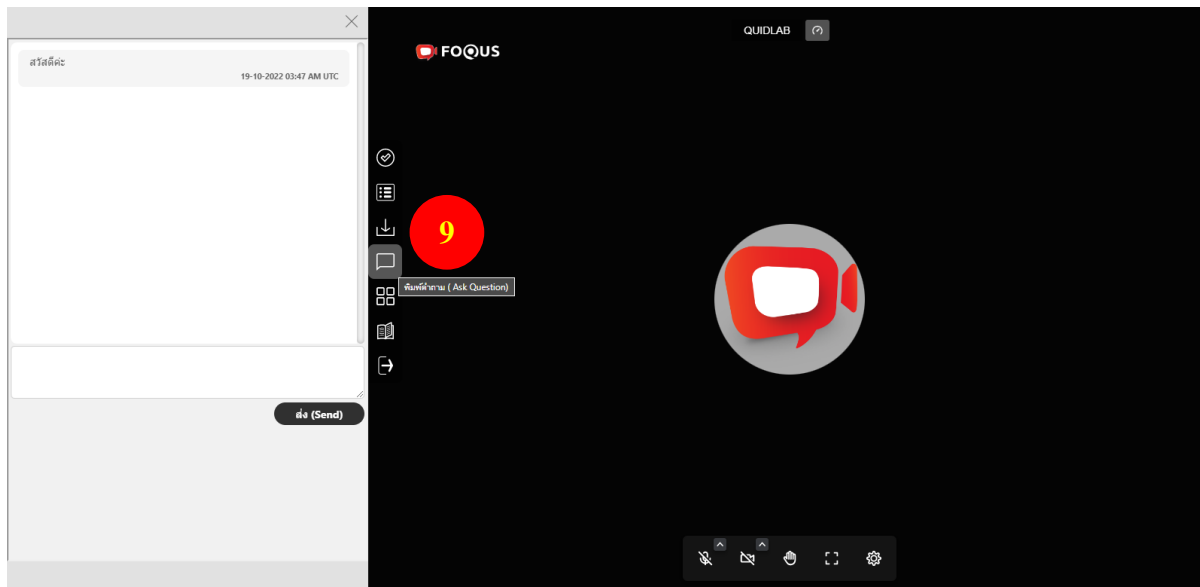 สวัสดีค่ะ
19-10-2022 03:47 AM UTC
ส่ง (Send)
FOQUS
QUIDLAB
9
พิมพ์คำถาม ( Ask Question)